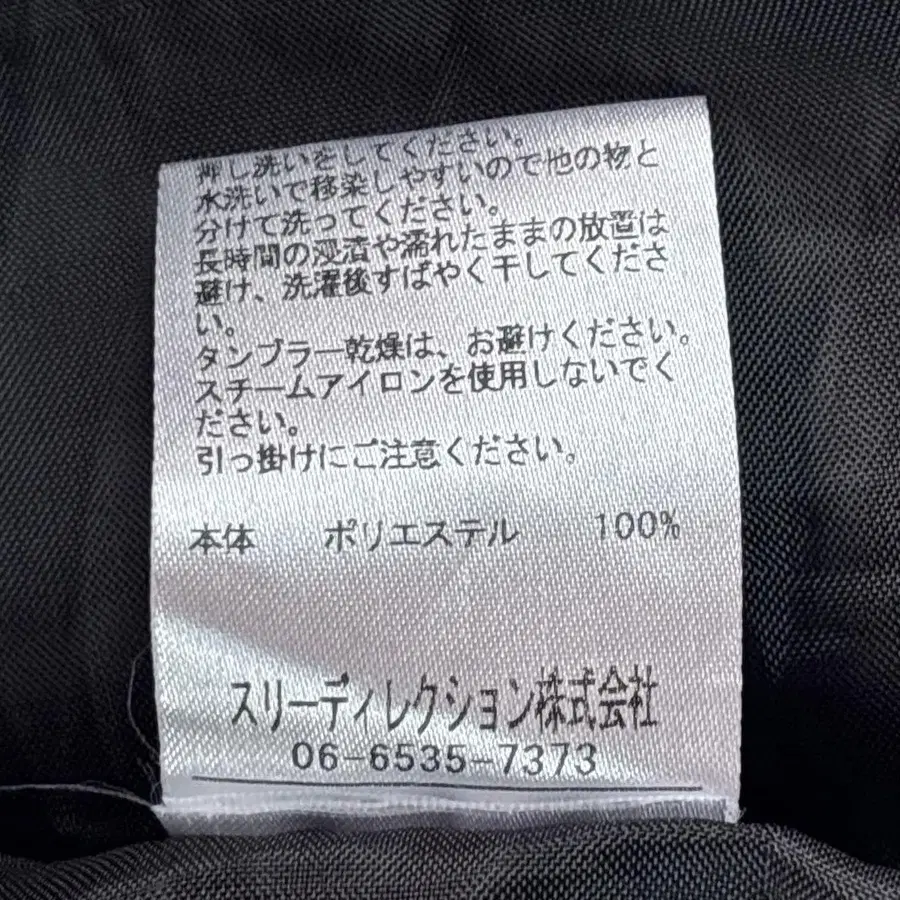 押し洗いをしてください。
水洗いで移染しやすいので他の物と
分けて洗ってください。
長時間の浸漬や濡れたままの放置は
避け、洗濯後すばやく干してくださ
い。
タンブラー乾燥は、お避けください。
スチームアイロンを使用しないでく
ださい。
引っ掛けにご注意ください。
本体 ポリエステル 100%
スリーディレクション株式会社
06-6535-7373